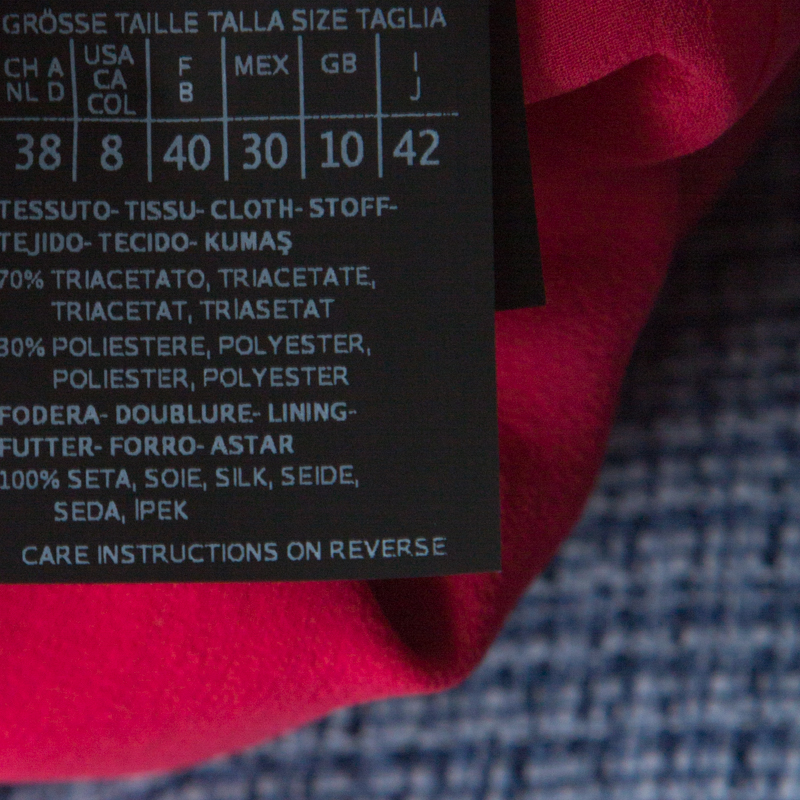 GRÖSSE TAILLE TALLA SIZE TAGLIA
CH A NL D USA CA COL F B MEX GB I J
38 8 40 30 10 42
TESSUTO- TISSU- CLOTH- STOFF-
TEJIDO- TECIDO- KUMAŞ
70% TRIACETATO, TRIACETATE,
TRIACETAT, TRİASETAT
30% POLIESTERE, POLYESTER,
POLIESTER, POLYESTER
FODERA- DOUBLURE- LINING-
FUTTER- FORRO- ASTAR
100% SETA, SOIE, SILK, SEIDE,
SEDA, İPEK
CARE INSTRUCTIONS ON REVERSE